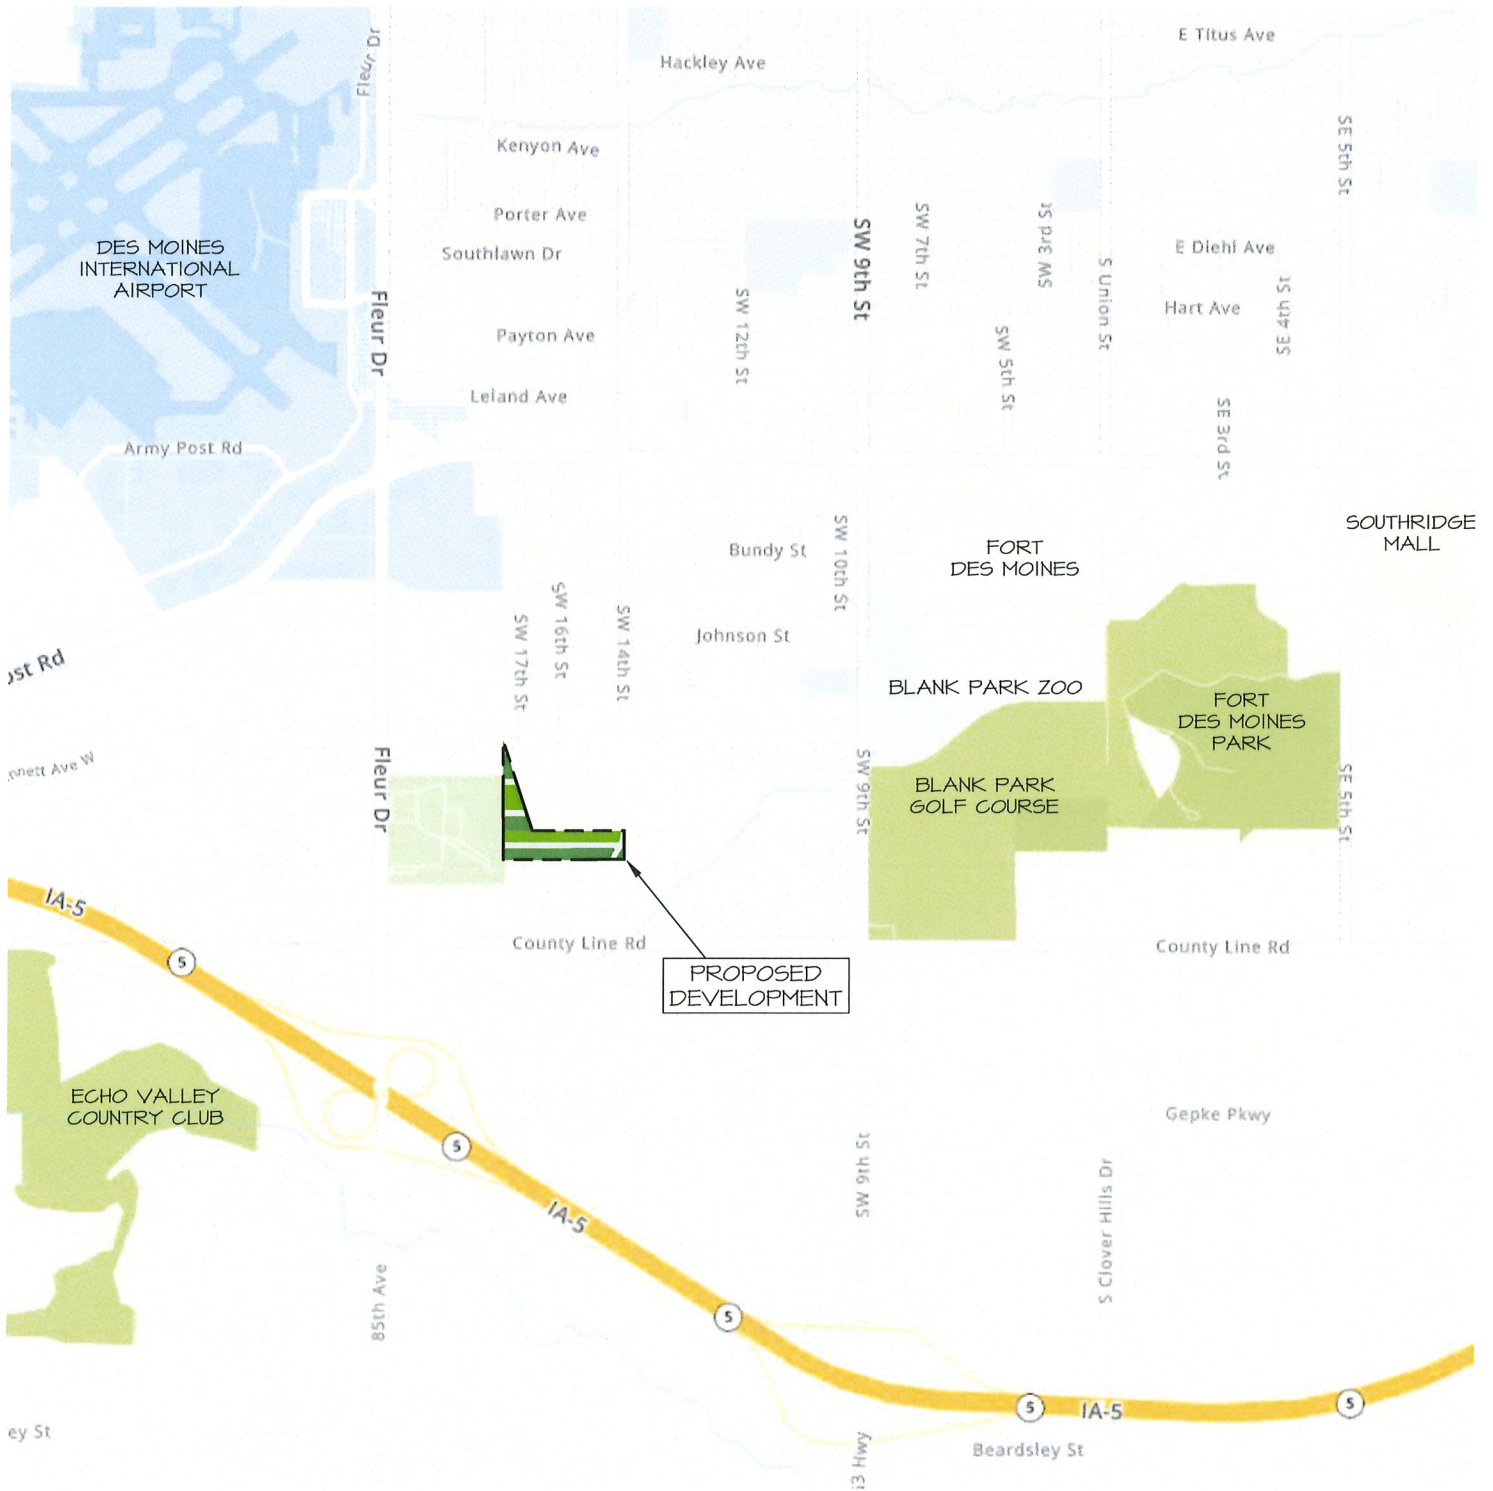 E Titus Ave
Fleur Dr
Hackley Ave
SE 5th St
Kenyon Ave
Porter Ave
SW 9th St
SW 7th St
SW 3rd St
DES MOINES
INTERNATIONAL
AIRPORT
Southlawn Dr
E Diehl Ave
S Union St
Fleur Dr
SW 12th St
Hart Ave
SE 4th St
Payton Ave
SW 5th St
Leland Ave
SE 3rd St
Army Post Rd
SOUTHRIDGE
MALL
SW 10th St
Bundy St
FORT
DES MOINES
SW 17th St
SW 16th St
SW 14th St
Johnson St
ost Rd
BLANK PARK ZOO
FORT
DES MOINES
PARK
nnett Ave W
Fleur Dr
SW 9th St
BLANK PARK
GOLF COURSE
SE 5th St
IA-5
5
County Line Rd
County Line Rd
PROPOSED
DEVELOPMENT
ECHO VALLEY
COUNTRY CLUB
5
Gepke Pkwy
SW 9th St
S Clover Hills Dr
IA-5
85th Ave
5
5
IA-5
5
ey St
Beardsley St
3 Hwy